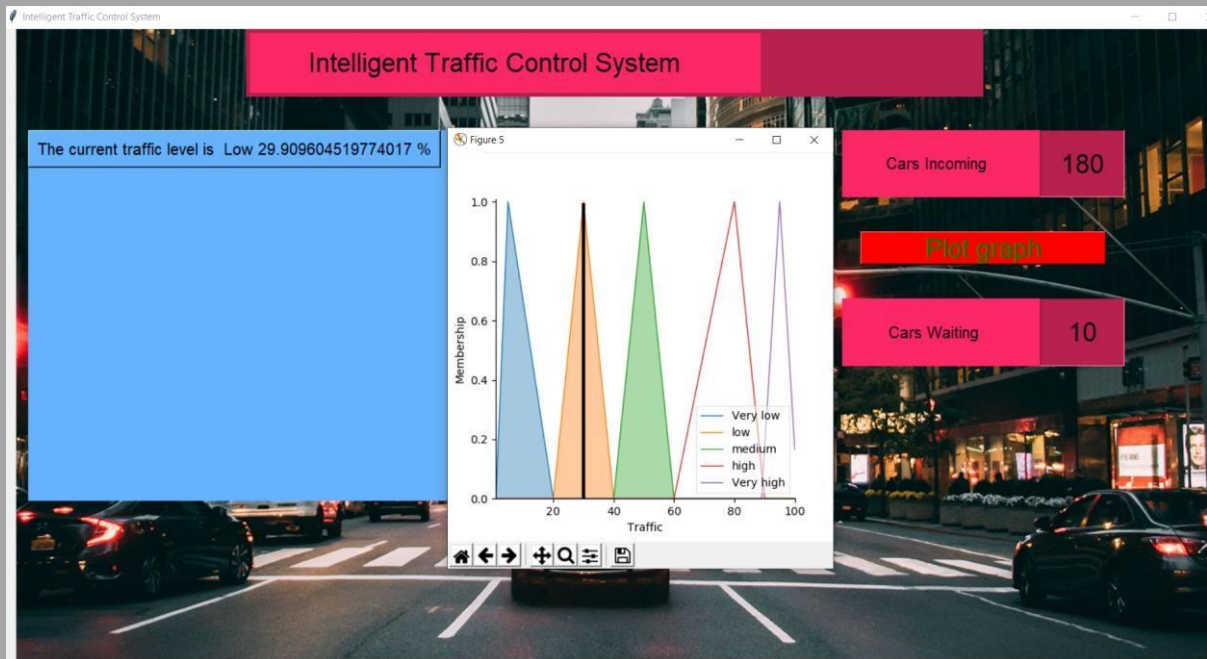 Intelligent Traffic Control System
Intelligent Traffic Control System
The current traffic level is Low 29.909604519774017 %
Figure 5
1.0
0.8
0.6
0.4
0.2
0.0
Membership
20 40 60 80 100
Traffic
Very low
low
medium
high
Very high
Cars Incoming 180
Plot graph
Cars Waiting 10